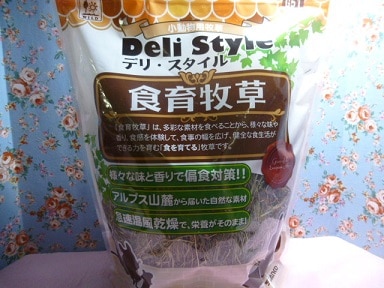 小動物用牧草
Deli Style
デリ・スタイル
食育牧草
「食育牧草」は、多彩な素材を食べることから、様々な味や
香り、食感を体験して、食事の幅を広げ、健全な食生活が
できる力を育む「食を育てる」牧草です。
様々な味と香りで偏食対策!!
アルプス山麓から届いた自然な素材
急速温風乾燥で、栄養がそのまま!